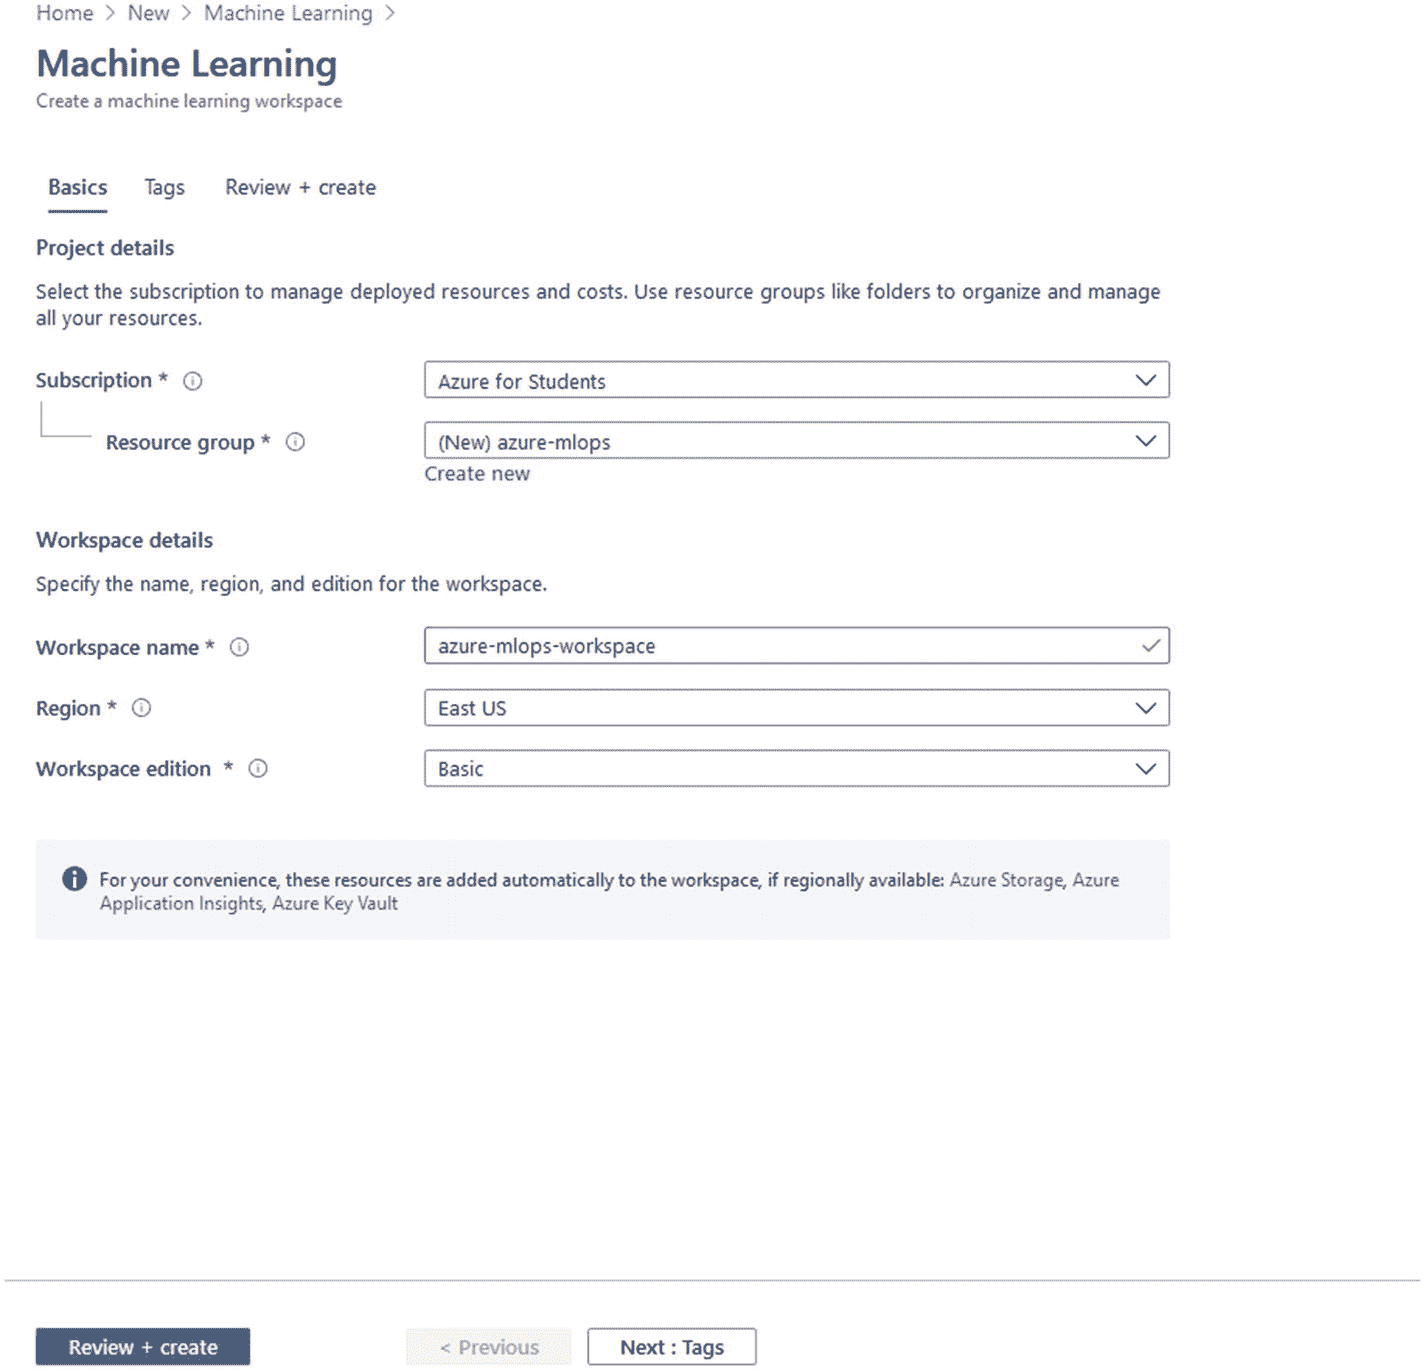 Home > New > Machine Learning >
Machine Learning
Create a machine learning workspace
Basics Tags Review + create
Project details
Select the subscription to manage deployed resources and costs. Use resource groups like folders to organize and manage
all your resources.
Subscription * Azure for Students
Resource group * (New) azure-mlops
Create new
Workspace details
Specify the name, region, and edition for the workspace.
Workspace name * azure-mlops-workspace
Region * East US
Workspace edition * Basic
For your convenience, these resources are added automatically to the workspace, if regionally available: Azure Storage, Azure
Application Insights, Azure Key Vault
Review + create < Previous Next : Tags